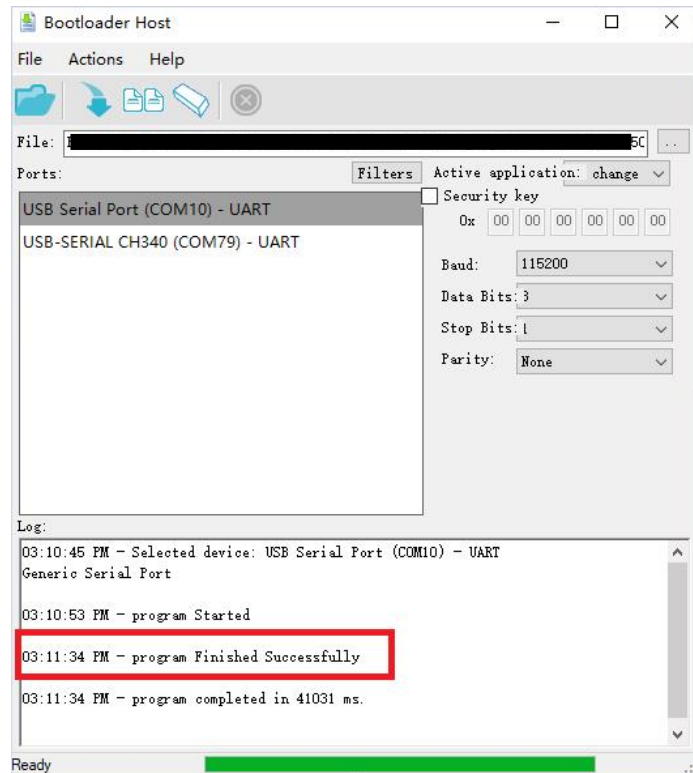 Bootloader Host
File Actions Help
File: 5C ..
Ports: Filters Active application: change
Security key
0x 00 00 00 00 00 00
USB Serial Port (COM10) - UART
USB-SERIAL CH340 (COM79) - UART
Baud: 115200
Data Bits:
Stop Bits:
Parity: None
Log:
03:10:45 PM - Selected device: USB Serial Port (COM10) - UART
Generic Serial Port
03:10:53 PM - program Started
03:11:34 PM - program Finished Successfully
03:11:34 PM - program completed in 41031 ms.
Ready